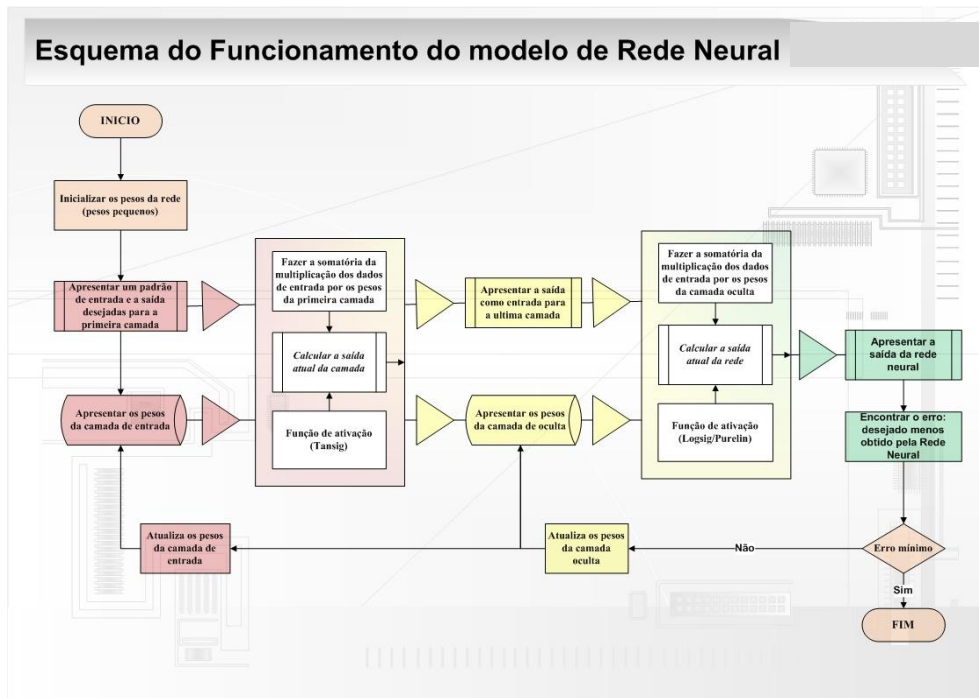 Esquema do Funcionamento do modelo de Rede Neural
INICIO
Inicializar os pesos da rede
(pesos pequenos)
Apresentar um padrão
de entrada e a saída
desejadas para a
primeira camada
Fazer a somatória da
multiplicação dos dados
de entrada por os pesos
da primeira camada
Calcular a saída
atual da camada
Função de ativação
(Tansig)
Apresentar os pesos
da camada de entrada
Apresentar a saída
como entrada para
a ultima camada
Apresentar os pesos
da camada de oculta
Fazer a somatória da
multiplicação dos dados
de entrada por os pesos
da camada oculta
Calcular a saída
atual da rede
Função de ativação
(Logsig/Purelin)
Apresentar a
saída da rede
neural
Encontrar o erro:
desejado menos
obtido pela Rede
Neural
Erro mínimo
Não
Sim
FIM
Atualiza os pesos
da camada
oculta
Atualiza os pesos
da camada de
entrada